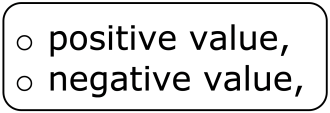 ○ positive value,
○ negative value,